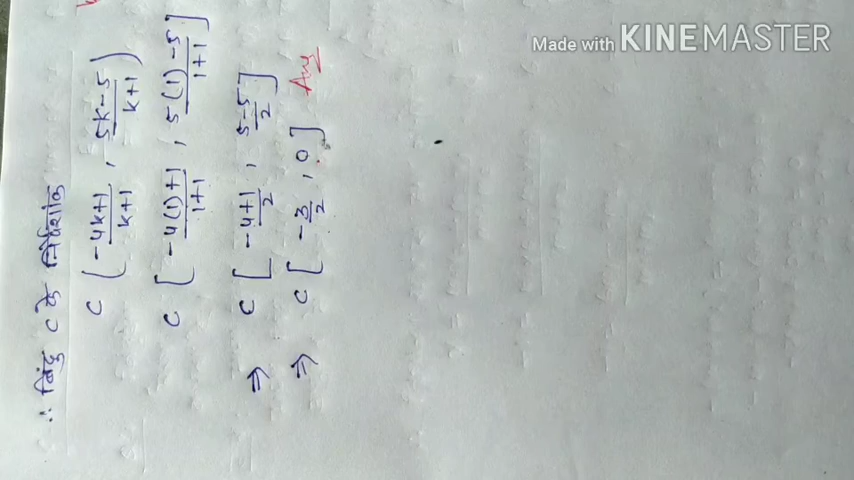 ∴ बिंदु C के निर्देशांक
C (-4k+1/k+1, 5k-5/k+1)
C [-4(1)+1/1+1, 5(1)-5/1+1]
⇒ C [-4+1/2, 5-5/2]
⇒ C [-3/2, 0] Ans
Made with KINEMASTER